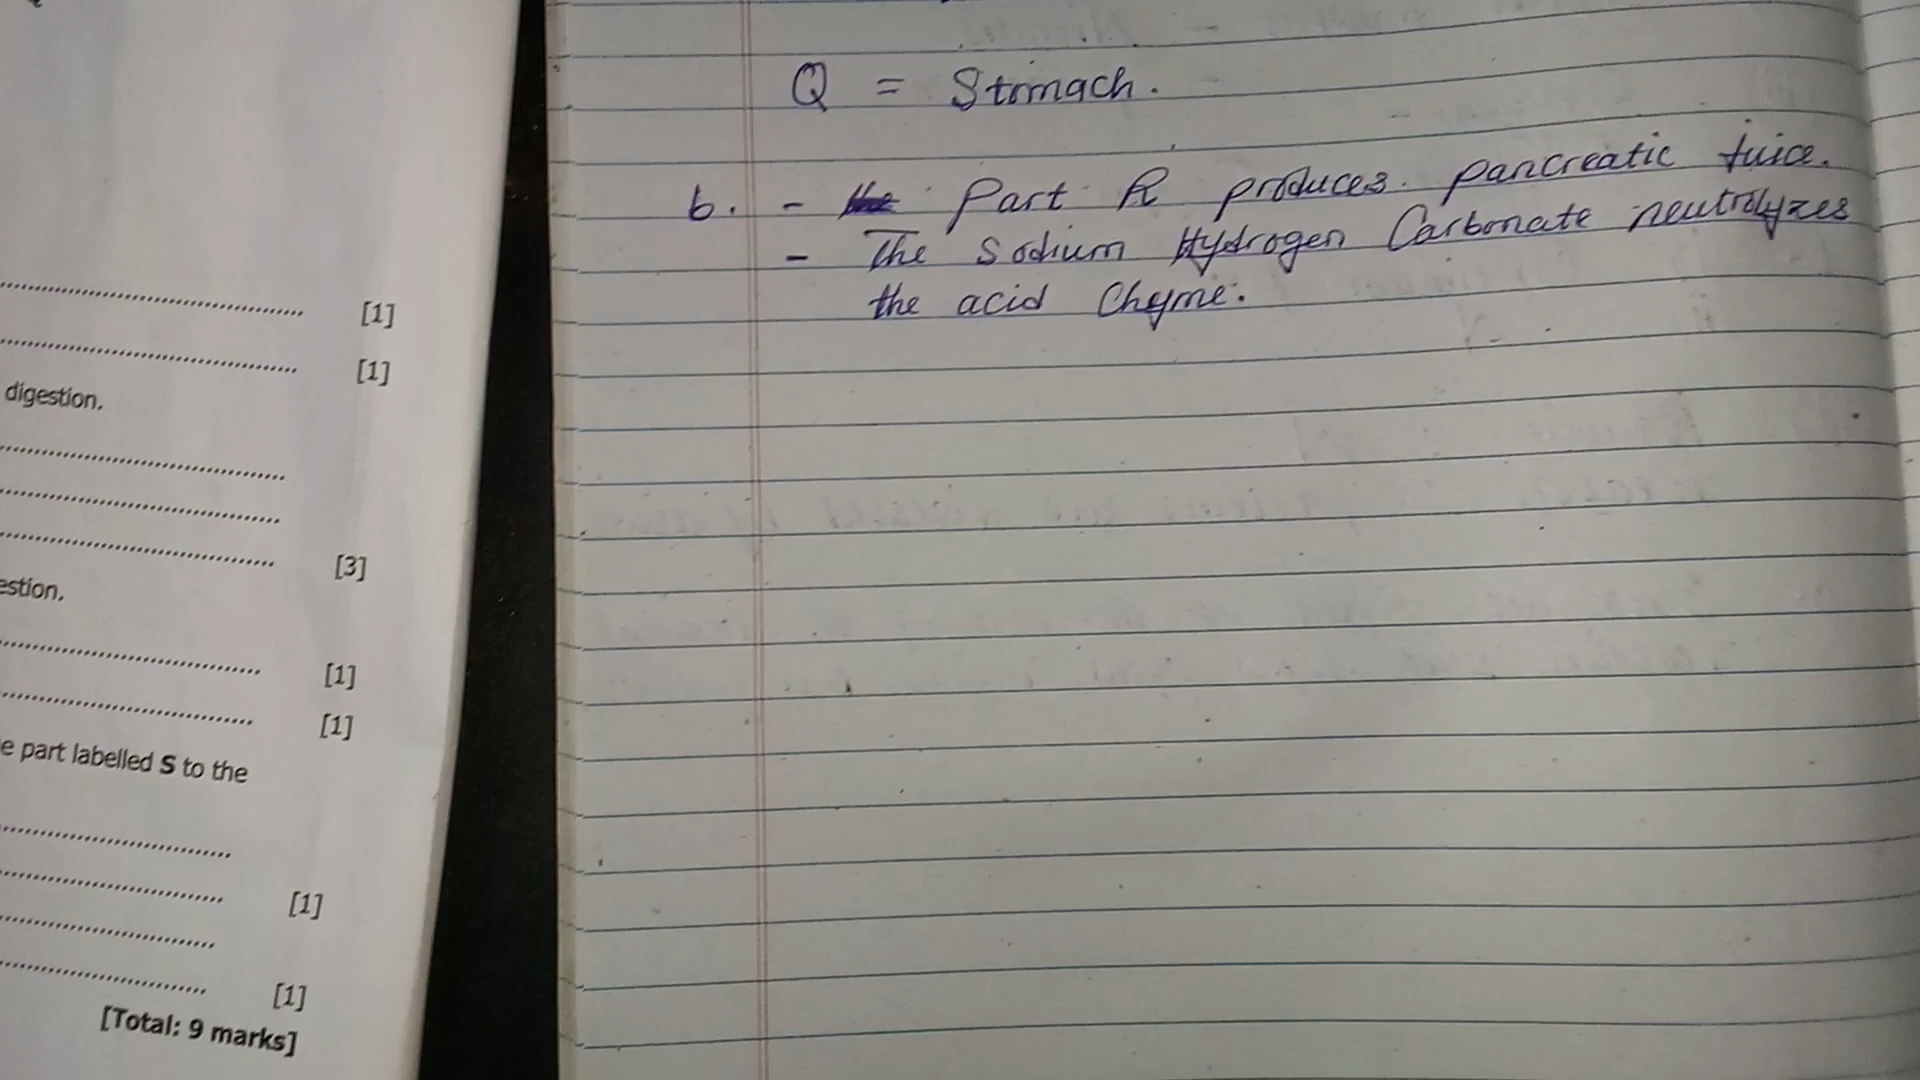 [1]
[1]
digestion.
[3]
estion,
[1]
[1]
e part labelled S to the
[1]
[1]
[Total: 9 marks]
Q = Stomach.
b. - Part R produces. pancreatic juice.
- The Sodium Hydrogen Carbonate neutrolyzes
the acid Chyme.